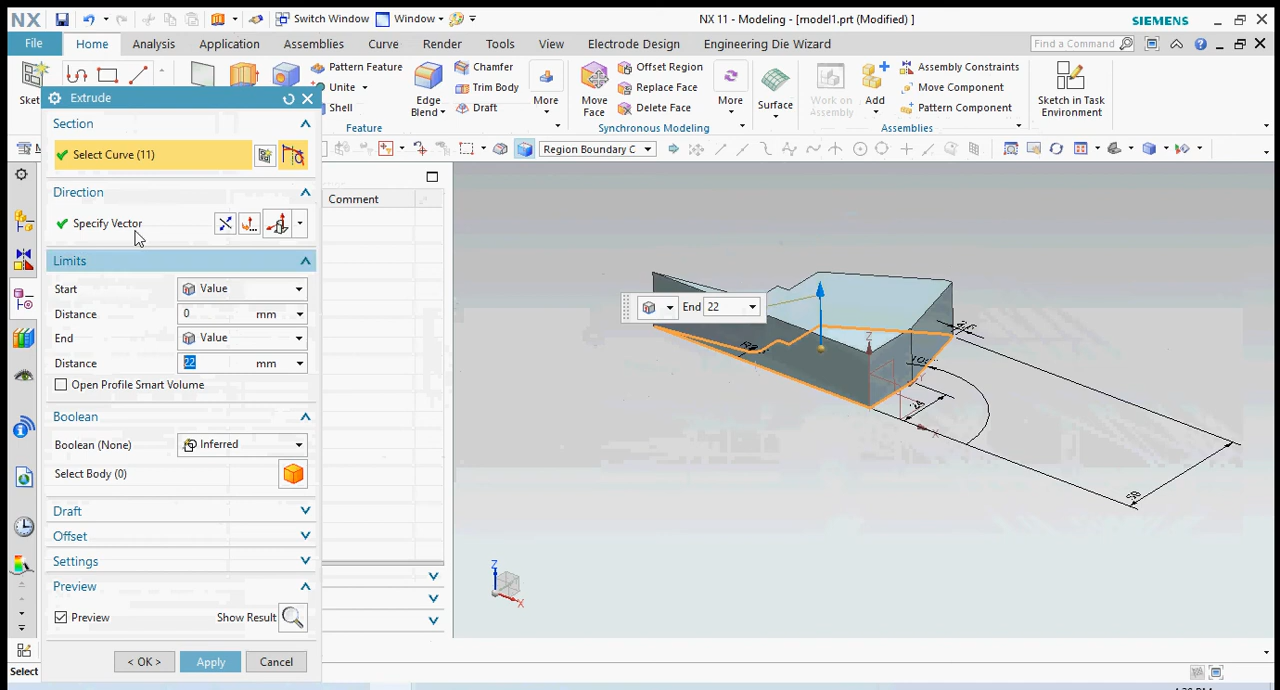 NX Switch Window Window NX 11 - Modeling - [model1.prt (Modified) ] SIEMENS
File Home Analysis Application Assemblies Curve Render Tools View Electrode Design Engineering Die Wizard Find a Command
Pattern Feature Chamfer Offset Region Assembly Constraints
Unite Trim Body Replace Face Move Component
Shell Draft Delete Face Pattern Component
Edge Blend More Move Face More Surface Work on Assembly Add Sketch in Task Environment
Feature Synchronous Modeling Assemblies
Extrude
Section
Select Curve (11)
Region Boundary C
Direction
Comment
Specify Vector
Limits
Start Value
Distance 0 mm
End Value
Distance 22 mm
Open Profile Smart Volume
Boolean
Boolean (None) Inferred
Select Body (0)
Draft
Offset
Settings
Preview
Preview Show Result
< OK > Apply Cancel
Select
End 22
Z
24
X
50
Z
X